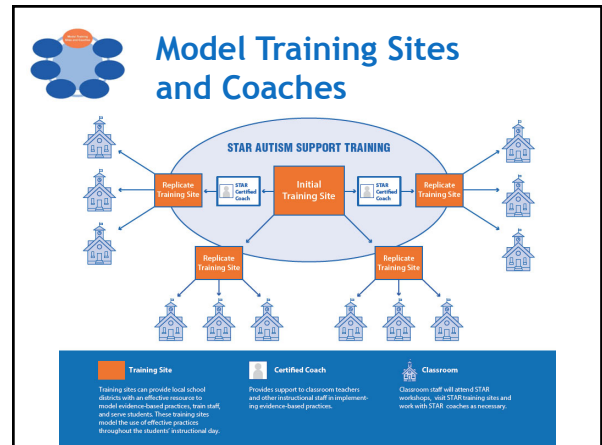 Model Training Sites
and Coaches
STAR AUTISM SUPPORT TRAINING
Replicate
Training Site
STAR
Certified
Coach
Initial
Training Site
STAR
Certified
Coach
Replicate
Training Site
Replicate
Training Site
Replicate
Training Site
Training Site
Training sites can provide local school
districts with an effective resource to
model evidence-based practices, train staff,
and serve students. These training sites
model the use of effective practices
throughout the students' instructional day.
Certified Coach
Provides support to classroom teachers
and other instructional staff in implement-
ing evidence-based practices.
Classroom
Classroom staff will attend STAR
workshops, visit STAR training sites and
work with STAR coaches as necessary.